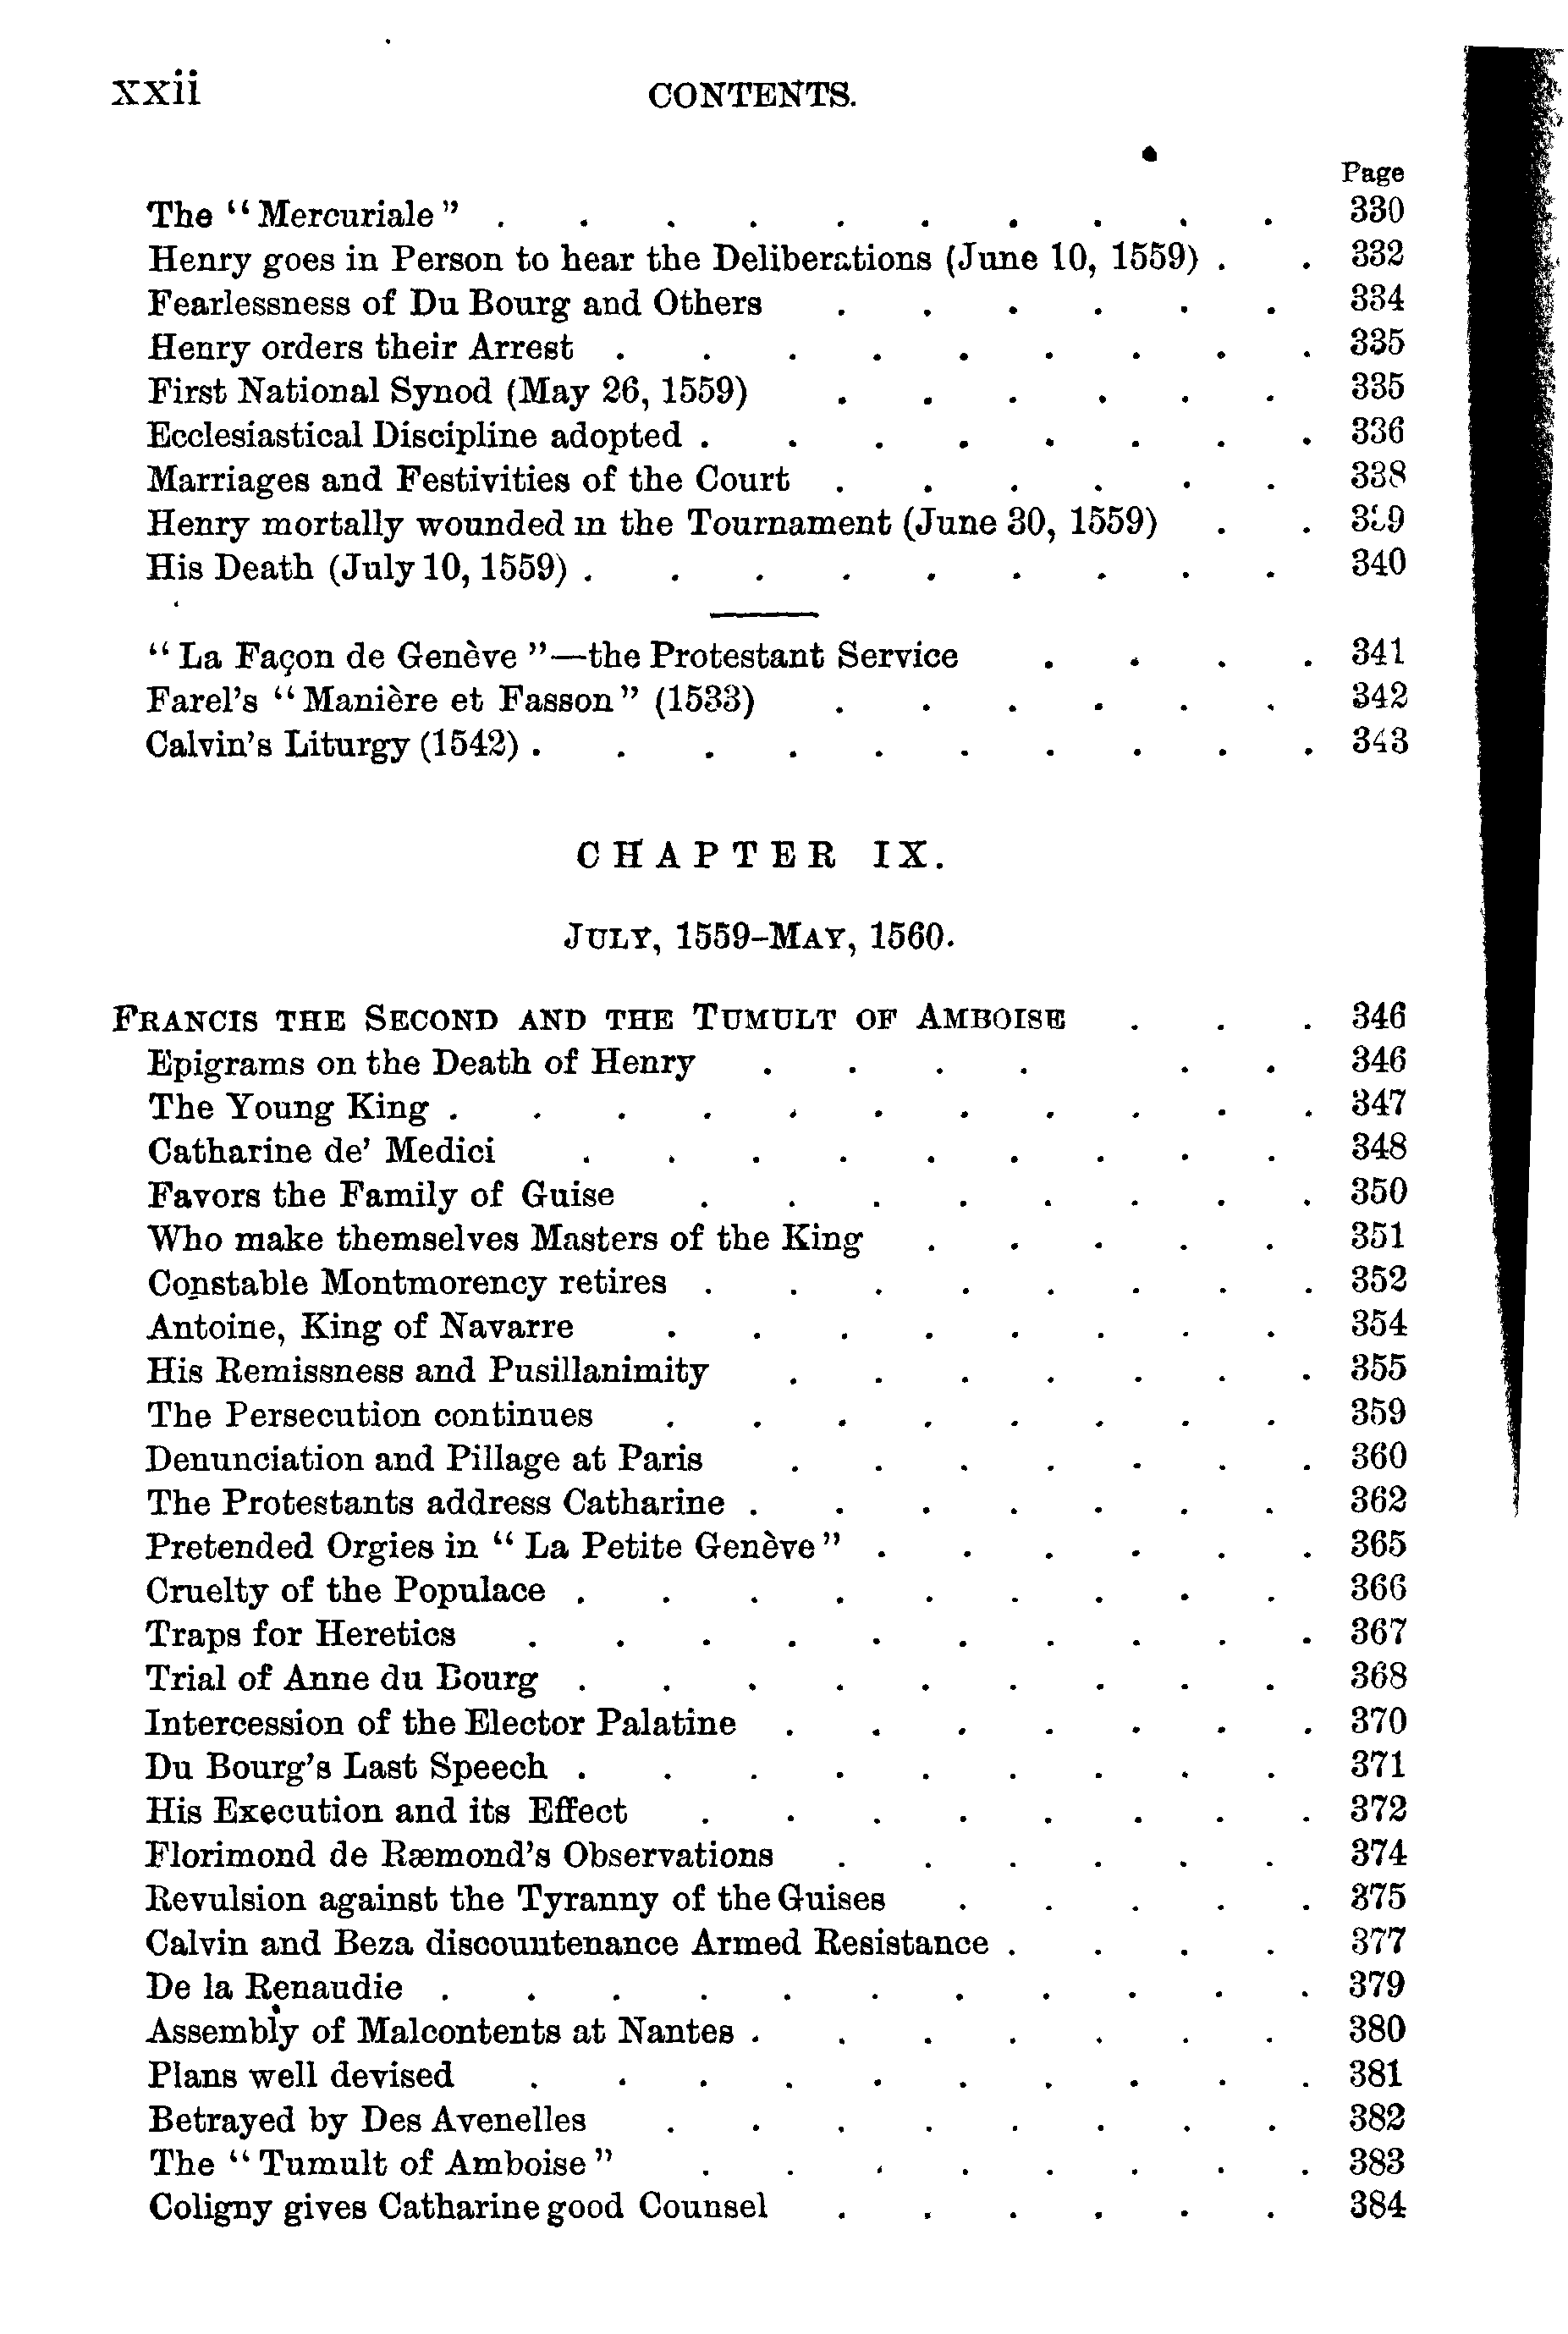 xxii CONTENTS.
Page
The “Mercuriale” . . . . . . . . . . 330
Henry goes in Person to hear the Deliberations (June 10, 1559) . . 332
Fearlessness of Du Bourg and Others . . . . . . 334
Henry orders their Arrest . . . . . . . . . 335
First National Synod (May 26, 1559) . . . . . . 335
Ecclesiastical Discipline adopted . . . . . . . . 336
Marriages and Festivities of the Court . . . . . . 338
Henry mortally wounded in the Tournament (June 30, 1559) . . 339
His Death (July 10, 1559) . . . . . . . . . 340
“La Façon de Genève”—the Protestant Service . . . . 341
Farel’s “Manière et Fasson” (1533) . . . . . . 342
Calvin’s Liturgy (1542) . . . . . . . . . . 343
CHAPTER IX.
JULY, 1559–MAY, 1560.
FRANCIS THE SECOND AND THE TUMULT OF AMBOISE . . . 346
Epigrams on the Death of Henry . . . . . . 346
The Young King . . . . . . . . . . . 347
Catharine de’ Medici . . . . . . . . . 348
Favors the Family of Guise . . . . . . . . 350
Who make themselves Masters of the King . . . . . 351
Constable Montmorency retires . . . . . . . . 352
Antoine, King of Navarre . . . . . . . . 354
His Remissness and Pusillanimity . . . . . . . 355
The Persecution continues . . . . . . . . 359
Denunciation and Pillage at Paris . . . . . . . 360
The Protestants address Catharine . . . . . . . 362
Pretended Orgies in “La Petite Genève” . . . . . . 365
Cruelty of the Populace . . . . . . . . . 366
Traps for Heretics . . . . . . . . . . 367
Trial of Anne du Bourg . . . . . . . . . 368
Intercession of the Elector Palatine . . . . . . . 370
Du Bourg’s Last Speech . . . . . . . . . 371
His Execution and its Effect . . . . . . . . 372
Florimond de Ræmond’s Observations . . . . . . 374
Revulsion against the Tyranny of the Guises . . . . . 375
Calvin and Beza discountenance Armed Resistance . . . . 377
De la Renaudie . . . . . . . . . . . 379
Assembly of Malcontents at Nantes . . . . . . . 380
Plans well devised . . . . . . . . . . 381
Betrayed by Des Avenelles . . . . . . . . 382
The “Tumult of Amboise” . . . . . . . . 383
Coligny gives Catharine good Counsel . . . . . . 384